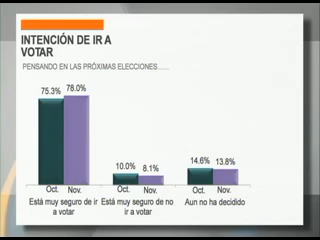 INTENCIÓN DE IR A
VOTAR
PENSANDO EN LAS PRÓXIMAS ELECCIONES......
75.3% 78.0%
10.0% 8.1%
14.6% 13.8%
Oct. Nov. Oct. Nov. Oct. Nov.
Está muy seguro de ir
a votar
Está muy seguro de no
ir a votar
Aun no ha decidido